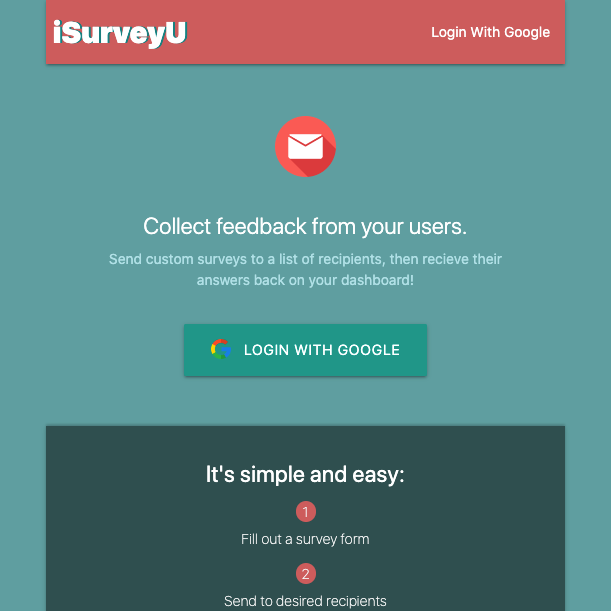 iSurveyU
Login With Google
Collect feedback from your users.
Send custom surveys to a list of recipients, then recieve their
answers back on your dashboard!
LOGIN WITH GOOGLE
It's simple and easy:
1
Fill out a survey form
2
Send to desired recipients